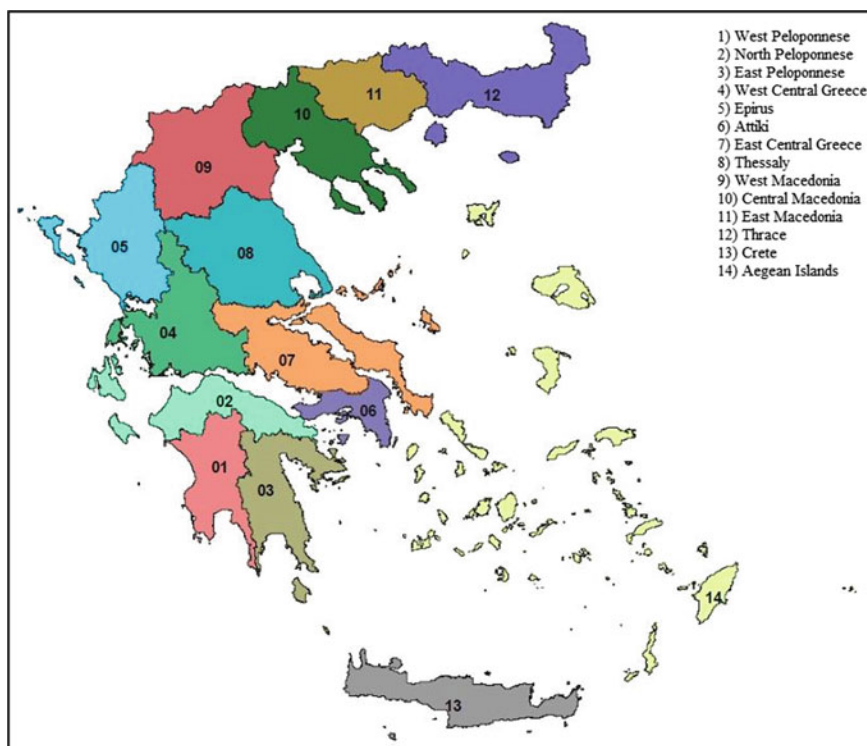 1) West Peloponnese
2) North Peloponnese
3) East Peloponnese
4) West Central Greece
5) Epirus
6) Attiki
7) East Central Greece
8) Thessaly
9) West Macedonia
10) Central Macedonia
11) East Macedonia
12) Thrace
13) Crete
14) Aegean Islands
11
12
10
09
05
08
04
07
02
06
01
03
14
13